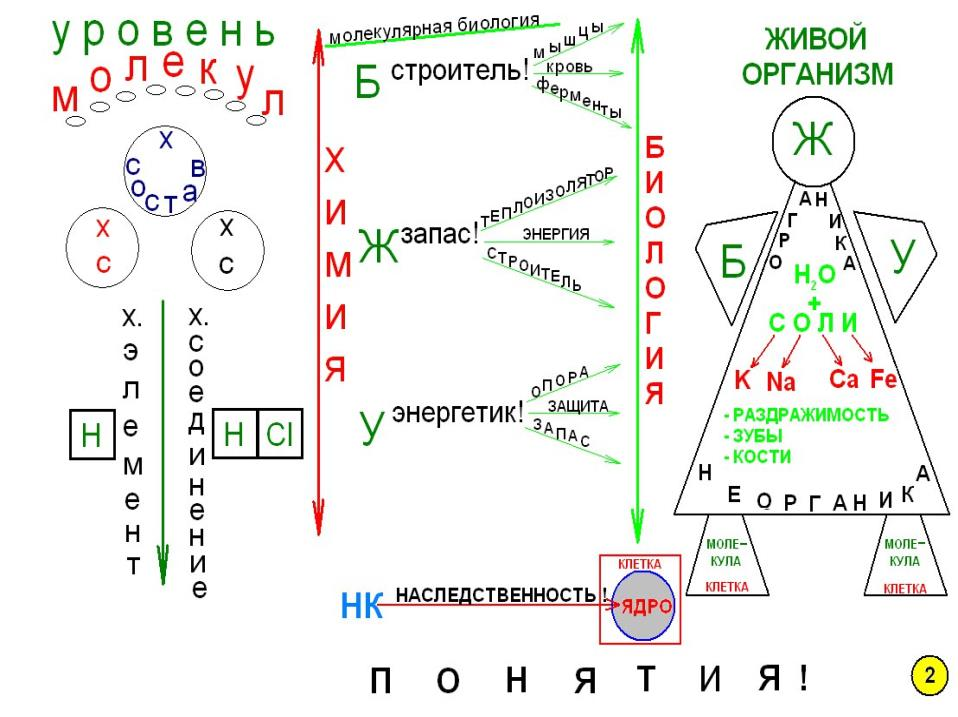 уровень
молекул
х состав
х
с
х
с
х. элемент
х. соединение
Н
Н Cl
молекулярная биология
Б строитель!
мышцы
кровь
ферменты
ХИМИЯ
Ж запас!
ТЕПЛОИЗОЛЯТОР
ЭНЕРГИЯ
СТРОИТЕЛЬ
У энергетик!
ОПОРА
ЗАЩИТА
ЗАПАС
БИОЛОГИЯ
НК НАСЛЕДСТВЕННОСТЬ !
КЛЕТКА
ЯДРО
ЖИВОЙ
ОРГАНИЗМ
Ж
Б
У
ОРГАНИКА
H2O
+
СОЛИ
K Na Ca Fe
- РАЗДРАЖИМОСТЬ
- ЗУБЫ
- КОСТИ
НЕОРГАНИКА
МОЛЕ–
КУЛА
КЛЕТКА
МОЛЕ–
КУЛА
КЛЕТКА
ПОНЯТИЯ!
2